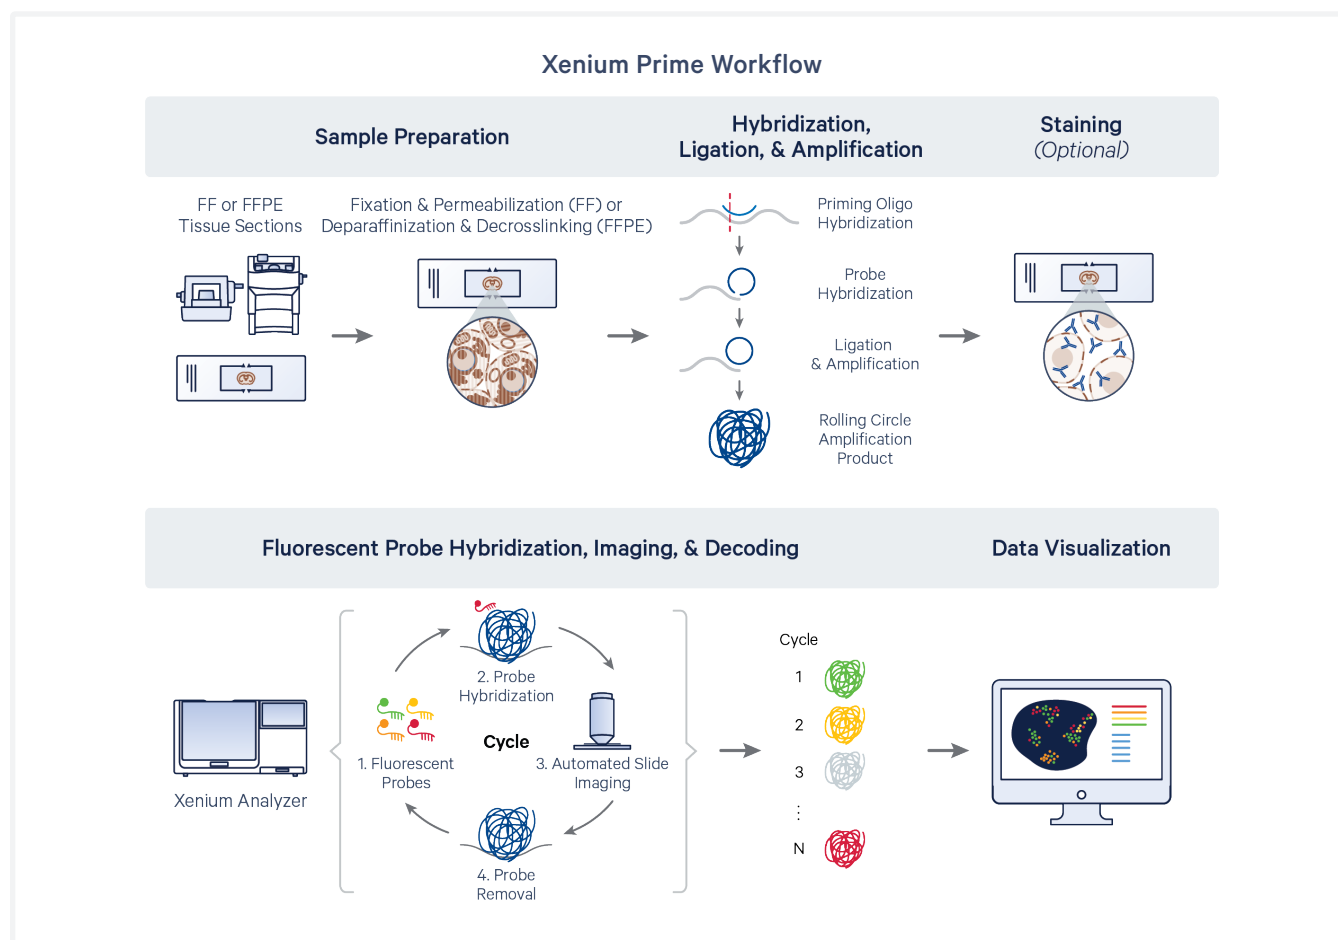 Xenium Prime Workflow
Sample Preparation
Hybridization,
Ligation, & Amplification
Staining
(Optional)
FF or FFPE
Tissue Sections
Fixation & Permeabilization (FF) or
Deparaffinization & Decrosslinking (FFPE)
Priming Oligo
Hybridization
Probe
Hybridization
Ligation
& Amplification
Rolling Circle
Amplification
Product
Fluorescent Probe Hybridization, Imaging, & Decoding
Data Visualization
Xenium Analyzer
1. Fluorescent
Probes
2. Probe
Hybridization
Cycle
3. Automated Slide
Imaging
4. Probe
Removal
Cycle
1
2
3
⋮
N